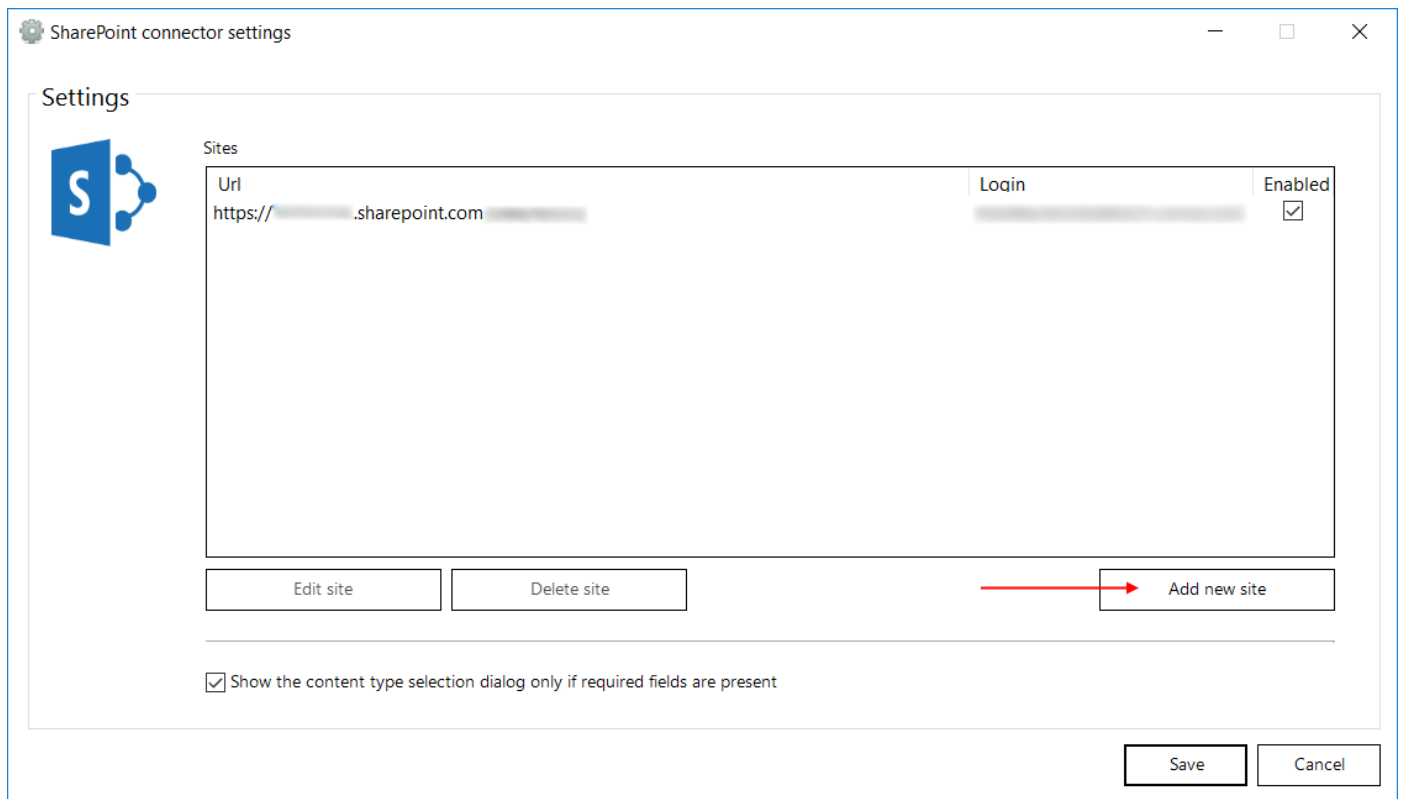 SharePoint connector settings
Settings
S
Sites
Url Login Enabled
https:// .sharepoint.com
Edit site Delete site Add new site
Show the content type selection dialog only if required fields are present
Save Cancel